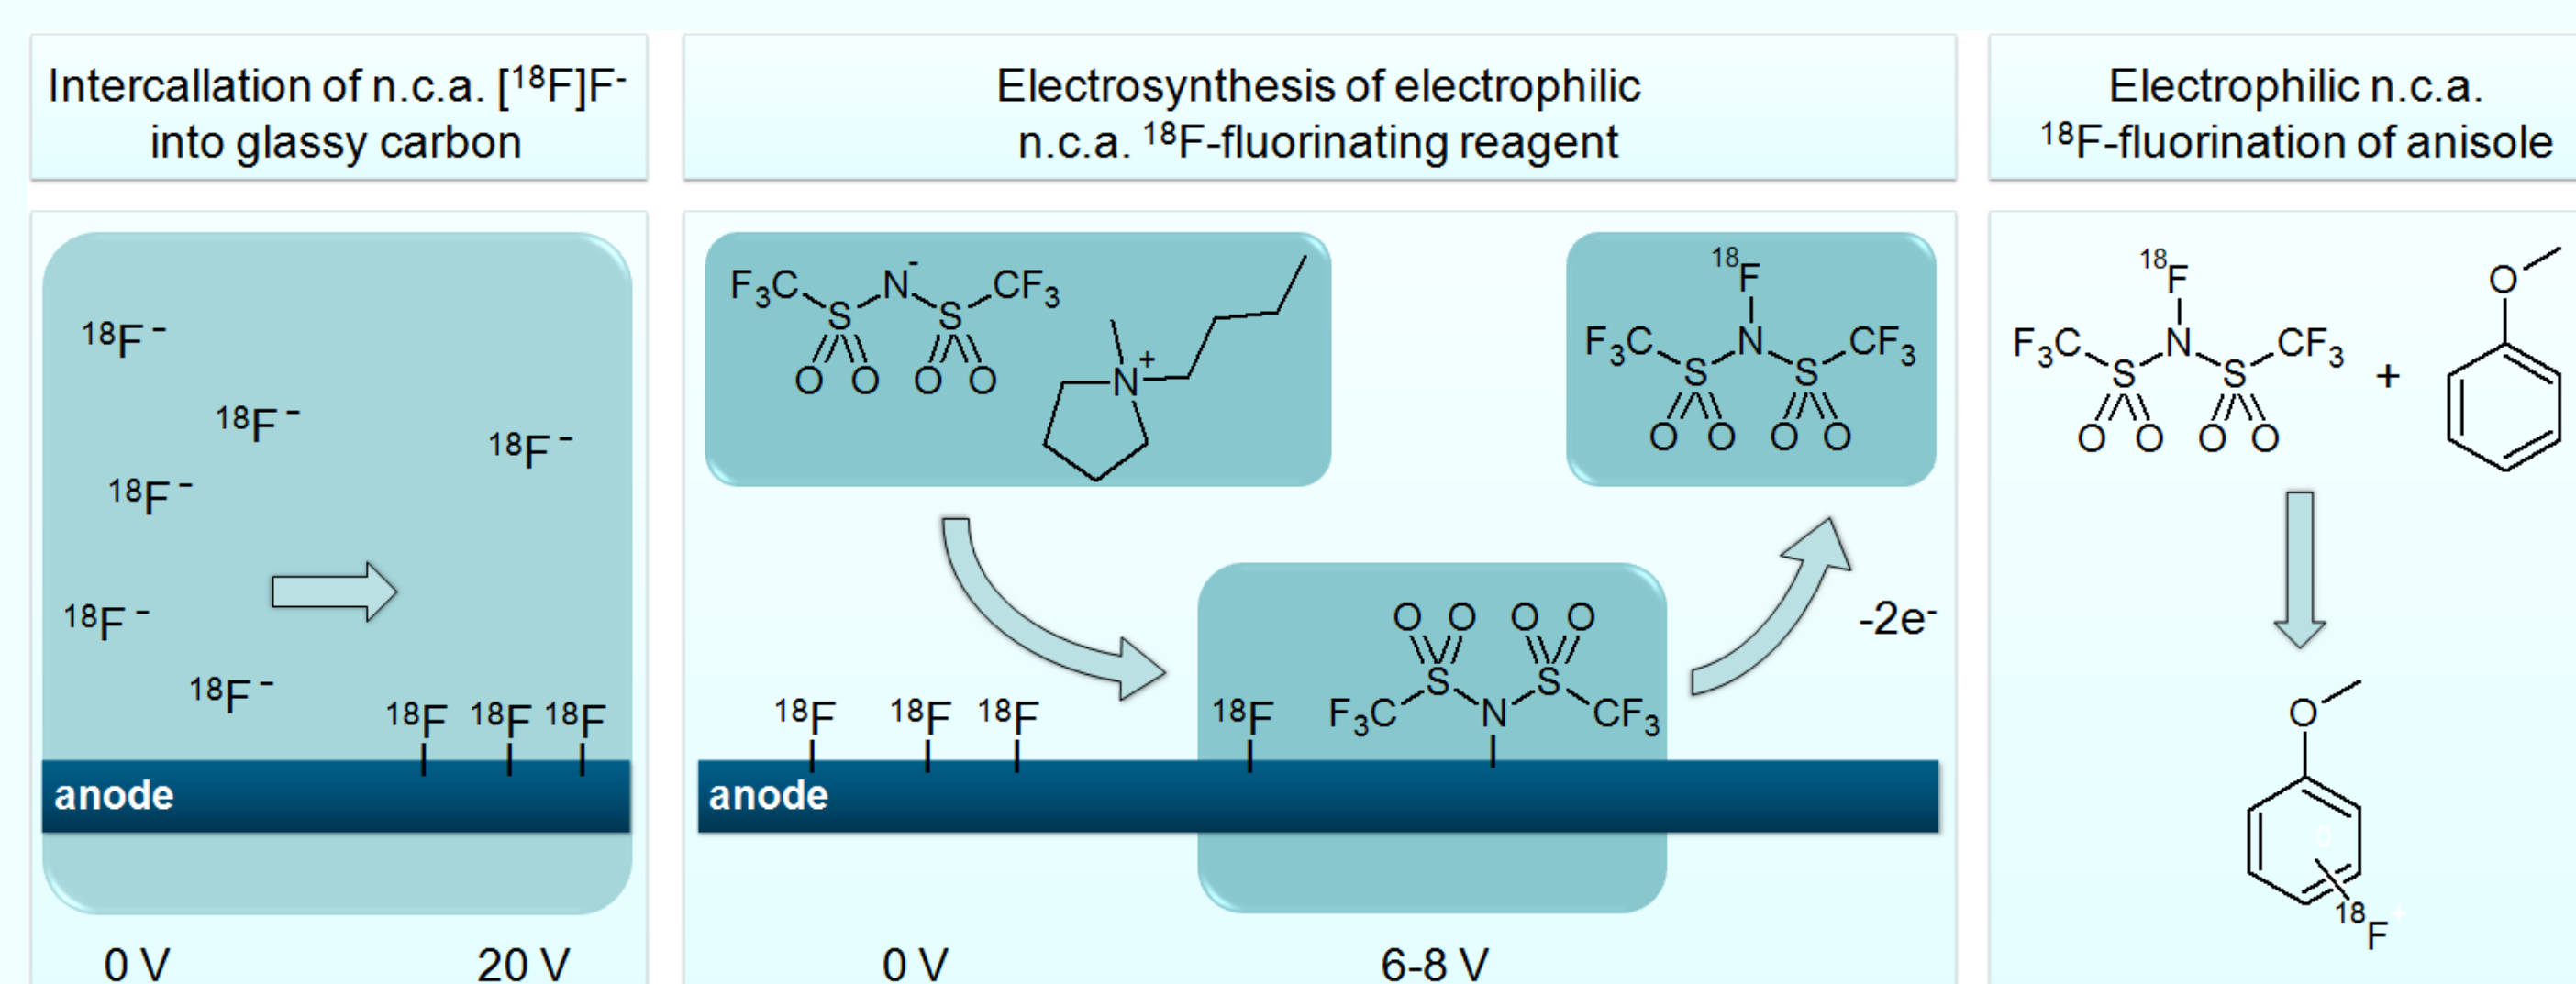 Intercallation of n.c.a. [¹⁸F]F⁻
into glassy carbon
Electrosynthesis of electrophilic
n.c.a. ¹⁸F-fluorinating reagent
Electrophilic n.c.a.
¹⁸F-fluorination of anisole
¹⁸F⁻
¹⁸F⁻
¹⁸F⁻
¹⁸F⁻
¹⁸F⁻
¹⁸F⁻
¹⁸F ¹⁸F ¹⁸F
anode
0 V 20 V
F₃C S N⁻ S CF₃
O O O O
N⁺
¹⁸F
F₃C S N S CF₃
O O O O
-2e⁻
¹⁸F ¹⁸F ¹⁸F ¹⁸F
O O O O
F₃C S N S CF₃
anode
0 V 6-8 V
¹⁸F
F₃C S N S CF₃
O O O O
+
O
O
¹⁸F